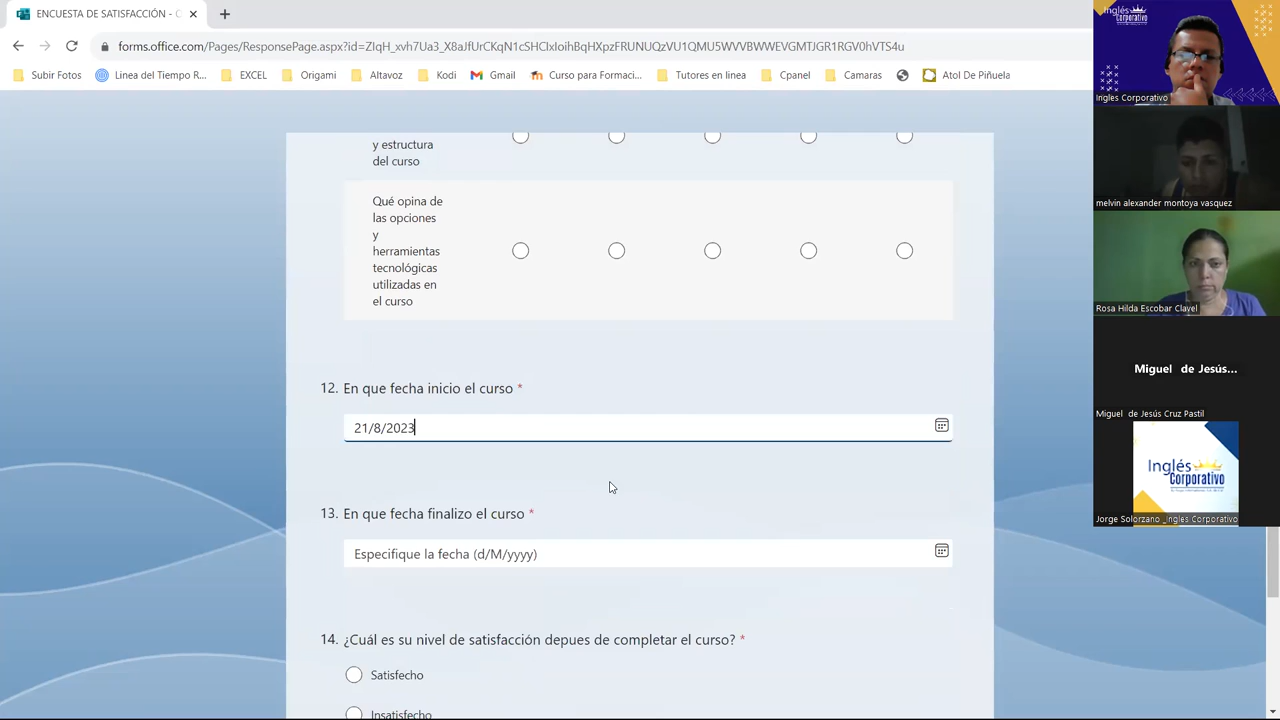 ENCUESTA DE SATISFACCIÓN - C
forms.office.com/Pages/ResponsePage.aspx?id=ZIqH_xvh7Ua3_X8aJfUrCKqN1cSHClxIoihBqHXpzFRUNUQzVU1QMU5WVVBWWEVGMTJGR1RGV0hVTS4u
Subir Fotos
Linea del Tiempo R...
EXCEL
Origami
Altavoz
Kodi
Gmail
Curso para Formaci...
Tutores en linea
Cpanel
Camaras
Atol De Piñuela
y estructura
del curso
Qué opina de
las opciones
y
herramientas
tecnológicas
utilizadas en
el curso
12. En que fecha inicio el curso *
21/8/2023
13. En que fecha finalizo el curso *
Especifique la fecha (d/M/yyyy)
14. ¿Cuál es su nivel de satisfacción depues de completar el curso? *
Satisfecho
Insatisfecho
Inglés
Corporativo
Ingles Corporativo
melvin alexander montoya vasquez
Rosa Hilda Escobar Clavel
Miguel de Jesús...
Miguel de Jesús Cruz Pastil
Inglés
Corporativo
Jorge Solorzano _Ingles Corporativo